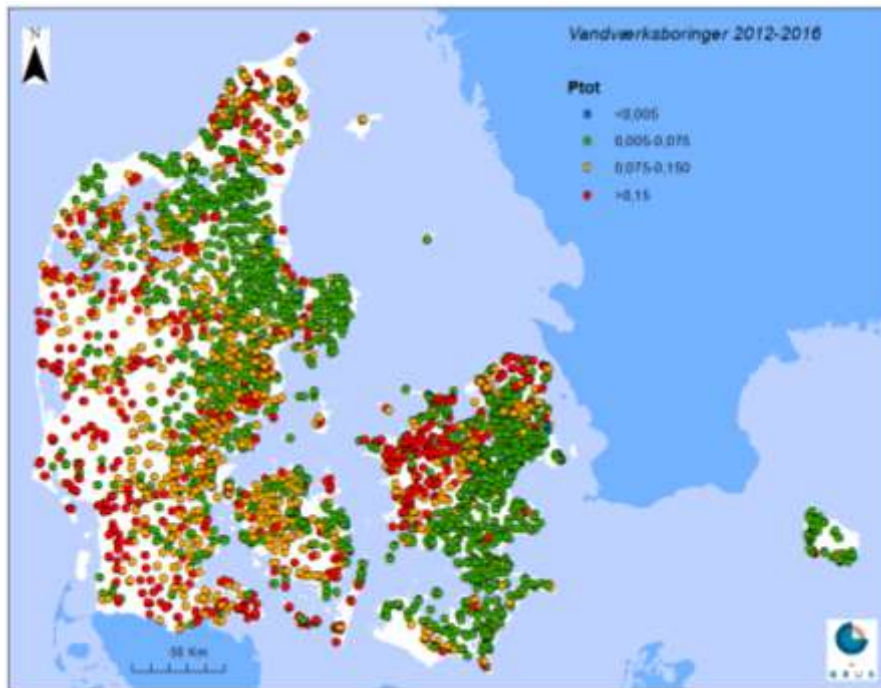 N
Vandværksboringer 2012-2016
Ptot
<0,005
0,005-0,075
0,075-0,150
>0,15
50 Km
G E U S